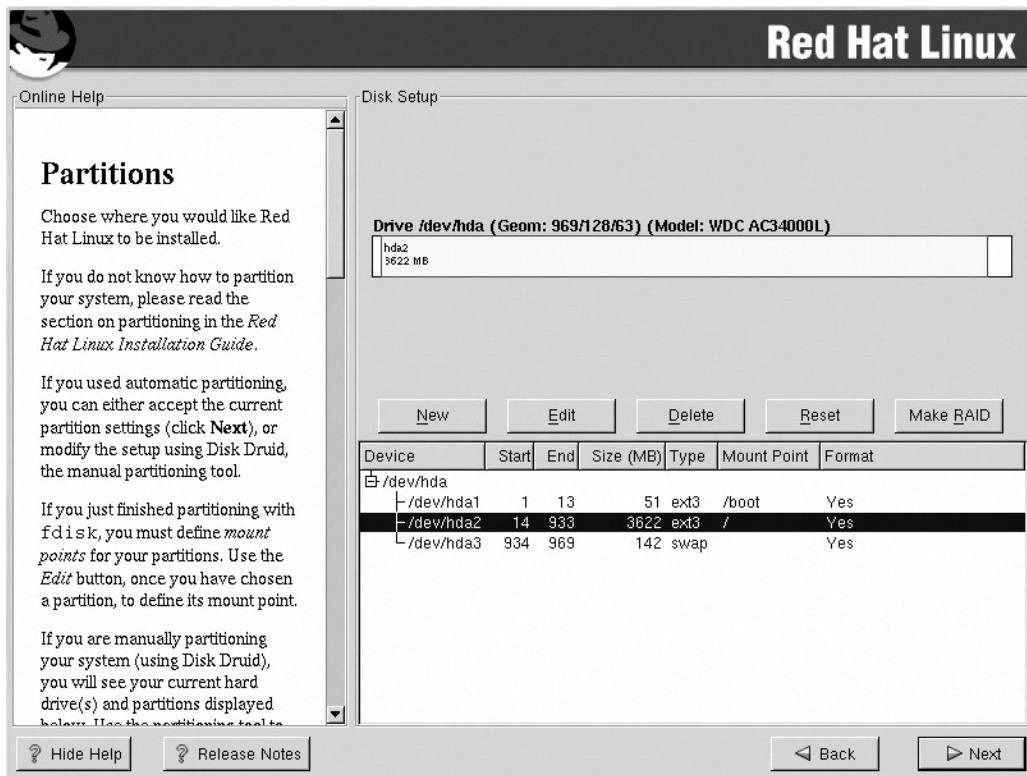 Red Hat Linux
Online Help
Partitions
Choose where you would like Red
Hat Linux to be installed.
If you do not know how to partition
your system, please read the
section on partitioning in the Red
Hat Linux Installation Guide.
If you used automatic partitioning,
you can either accept the current
partition settings (click Next), or
modify the setup using Disk Druid,
the manual partitioning tool.
If you just finished partitioning with
fdisk, you must define mount
points for your partitions. Use the
Edit button, once you have chosen
a partition, to define its mount point.
If you are manually partitioning
your system (using Disk Druid),
you will see your current hard
drive(s) and partitions displayed
below. Use the partitioning tool to
Disk Setup
Drive /dev/hda (Geom: 969/128/63) (Model: WDC AC34000L)
hda2
3622 MB
New Edit Delete Reset Make RAID
Device Start End Size (MB) Type Mount Point Format
/dev/hda
/dev/hda1 1 13 51 ext3 /boot Yes
/dev/hda2 14 933 3622 ext3 / Yes
/dev/hda3 934 969 142 swap Yes
Hide Help Release Notes Back Next